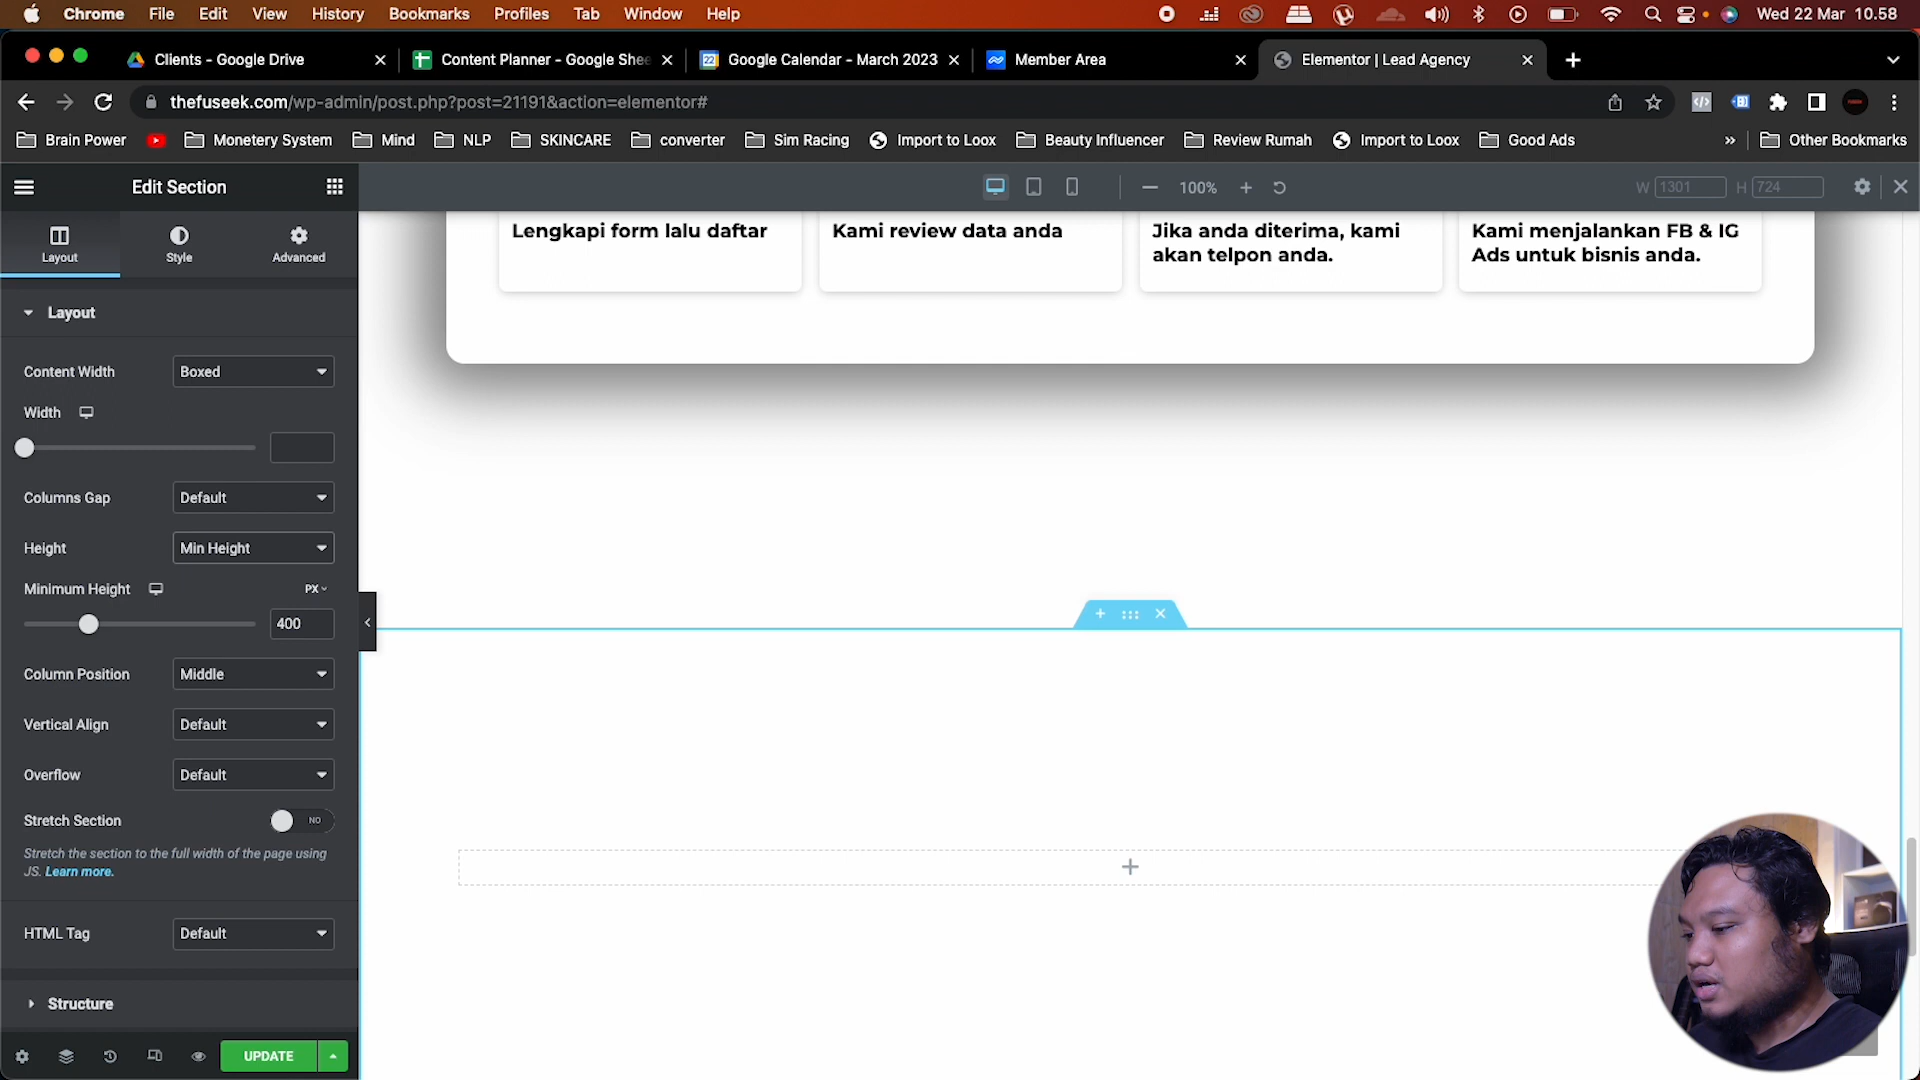 Chrome File Edit View History Bookmarks Profiles Tab Window Help Wed 22 Mar 10.58
Clients - Google Drive Content Planner - Google Shee Google Calendar - March 2023 Member Area Elementor | Lead Agency
thefuseek.com/wp-admin/post.php?post=21191&action=elementor#
Brain Power Monetery System Mind NLP SKINCARE converter Sim Racing Import to Loox Beauty Influencer Review Rumah Import to Loox Good Ads » Other Bookmarks
Edit Section 100% W 1301 H 724
Layout Style Advanced
Lengkapi form lalu daftar
Kami review data anda
Jika anda diterima, kami
akan telpon anda.
Kami menjalankan FB & IG
Ads untuk bisnis anda.
Layout
Content Width Boxed
Width
Columns Gap Default
Height Min Height
Minimum Height PX
400
Column Position Middle
Vertical Align Default
Overflow Default
Stretch Section NO
Stretch the section to the full width of the page using
JS. Learn more.
HTML Tag Default
Structure
UPDATE